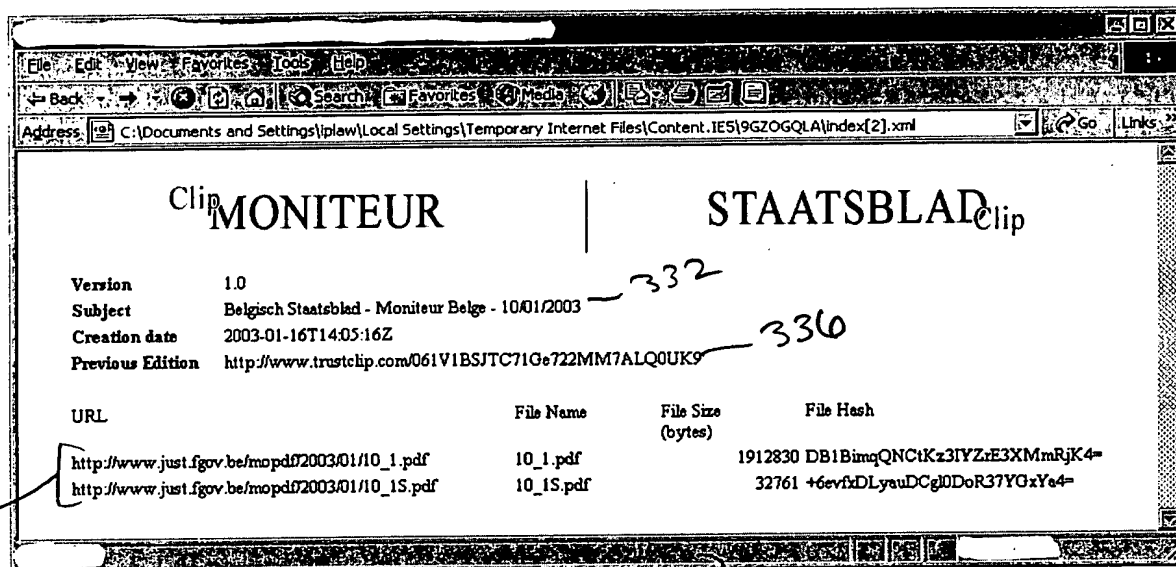 File Edit View Favorites Tools Help
Back Search Favorites Media
Address C:\Documents and Settings\iplaw\Local Settings\Temporary Internet Files\Content.IE5\9GZOGQLA\index[2].xml Go Links »
ClipMONITEUR STAATSBLADClip
Version 1.0
Subject Belgisch Staatsblad - Moniteur Belge - 10/01/2003 332
Creation date 2003-01-16T14:05:16Z
Previous Edition http://www.trustclip.com/061V1BSJTC71Ge722MM7ALQ0UK9 336
URL File Name File Size (bytes) File Hash
http://www.just.fgov.be/mopdf/2003/01/10_1.pdf 10_1.pdf 1912830 DB1BimqQNCtKz3IYZrE3XMmRjK4=
http://www.just.fgov.be/mopdf/2003/01/10_1S.pdf 10_1S.pdf 32761 +6evfxDLyauDCgl0DoR37YGxYa4=